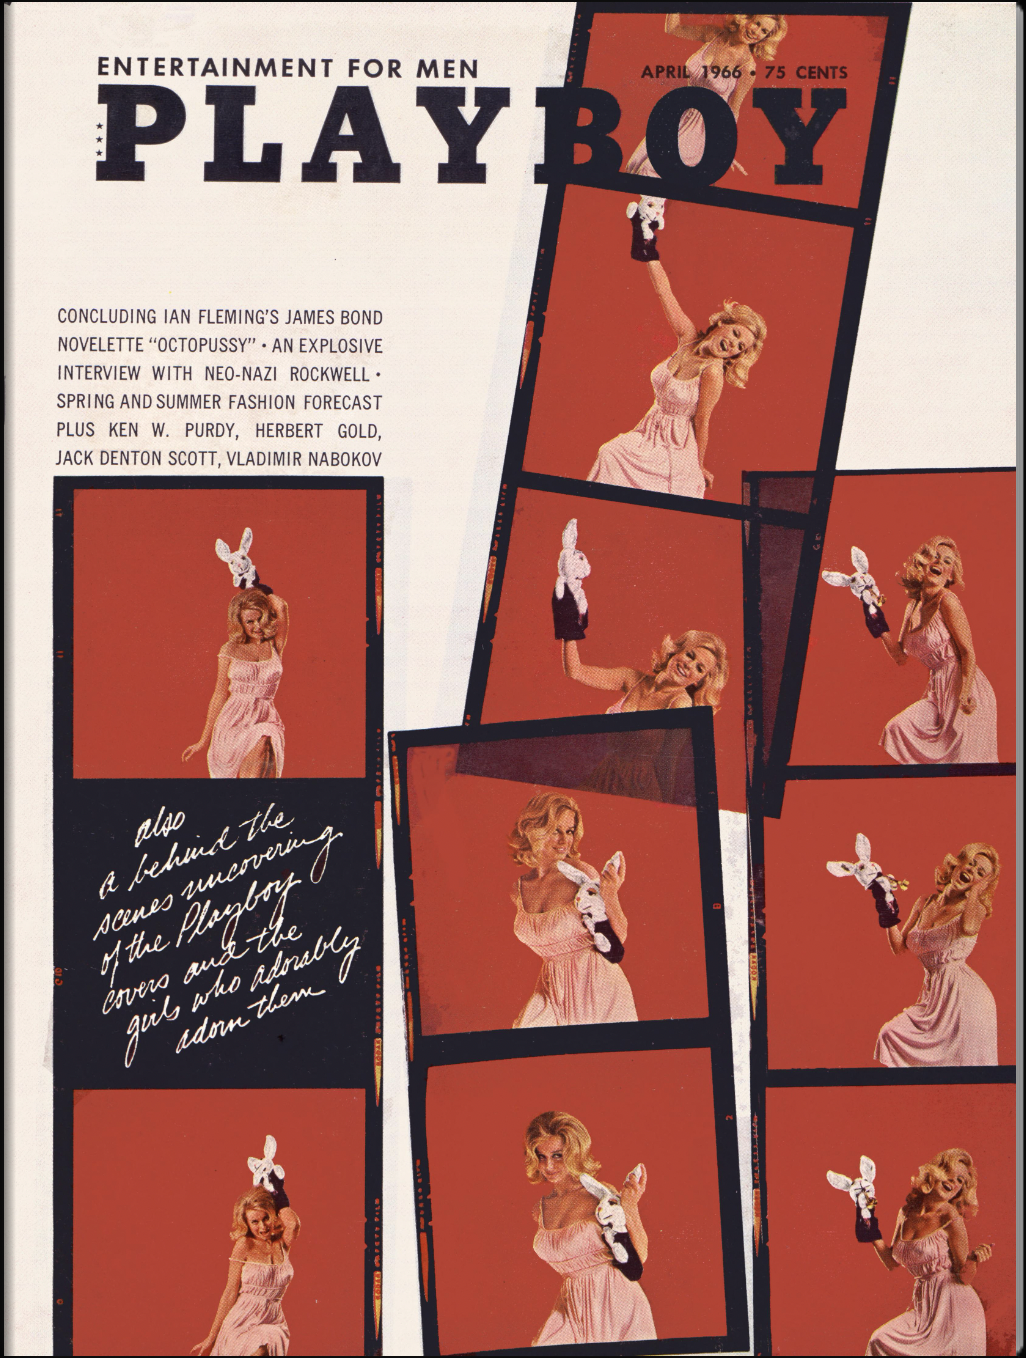 ENTERTAINMENT FOR MEN
APRIL 1966 • 75 CENTS
PLAYBOY
CONCLUDING IAN FLEMING'S JAMES BOND
NOVELETTE “OCTOPUSSY” • AN EXPLOSIVE
INTERVIEW WITH NEO-NAZI ROCKWELL •
SPRING AND SUMMER FASHION FORECAST
PLUS KEN W. PURDY, HERBERT GOLD,
JACK DENTON SCOTT, VLADIMIR NABOKOV
also
a behind the
scenes uncovering
of the Playboy
covers and the
girls who adorably
adorn them